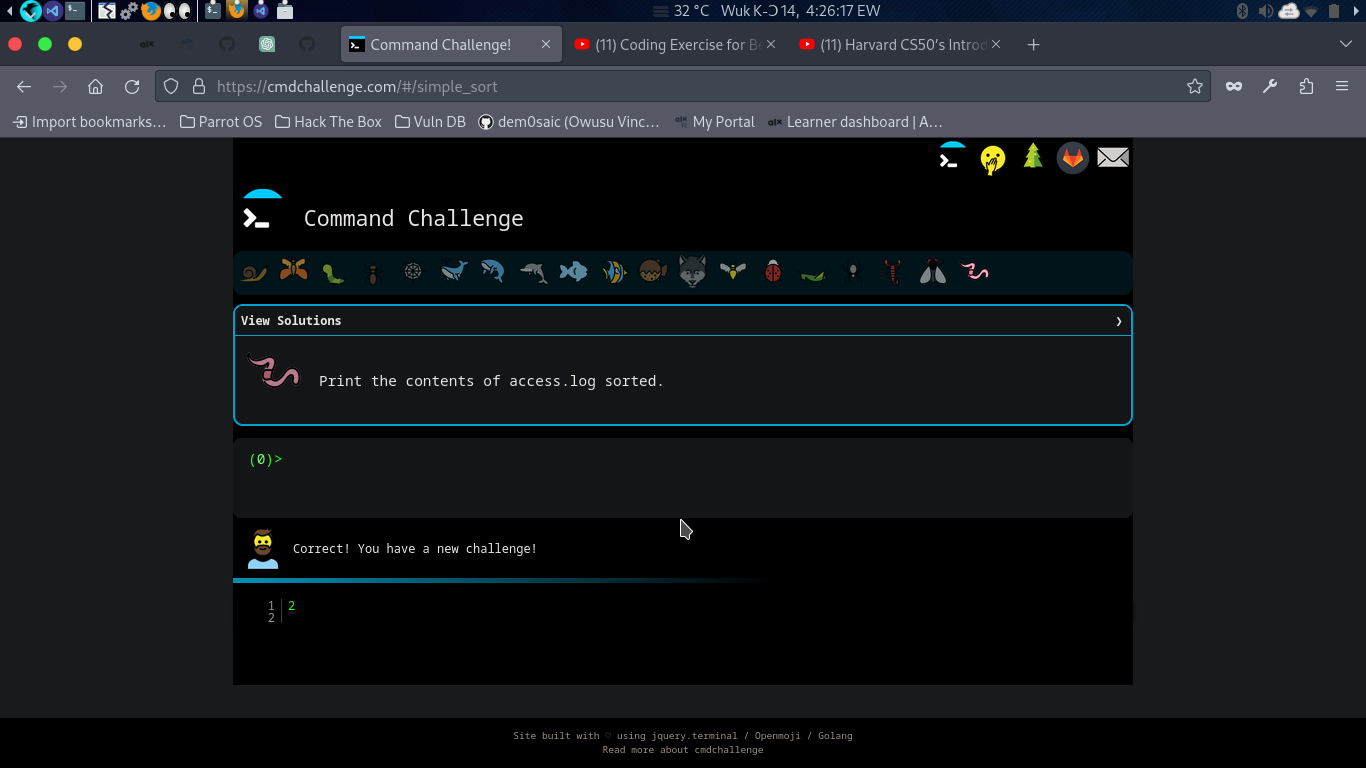 32 °C Wuk K-Ɔ 14, 4:26:17 EW
Command Challenge!
(11) Coding Exercise for Be
(11) Harvard CS50's Introd
https://cmdchallenge.com/#/simple_sort
Import bookmarks…
Parrot OS
Hack The Box
Vuln DB
dem0saic (Owusu Vinc…
My Portal
Learner dashboard | A…
Command Challenge
View Solutions ❯
Print the contents of access.log sorted.
(0)>
Correct! You have a new challenge!
1 2
2
Site built with ♡ using jquery.terminal / Openmoji / Golang
Read more about cmdchallenge